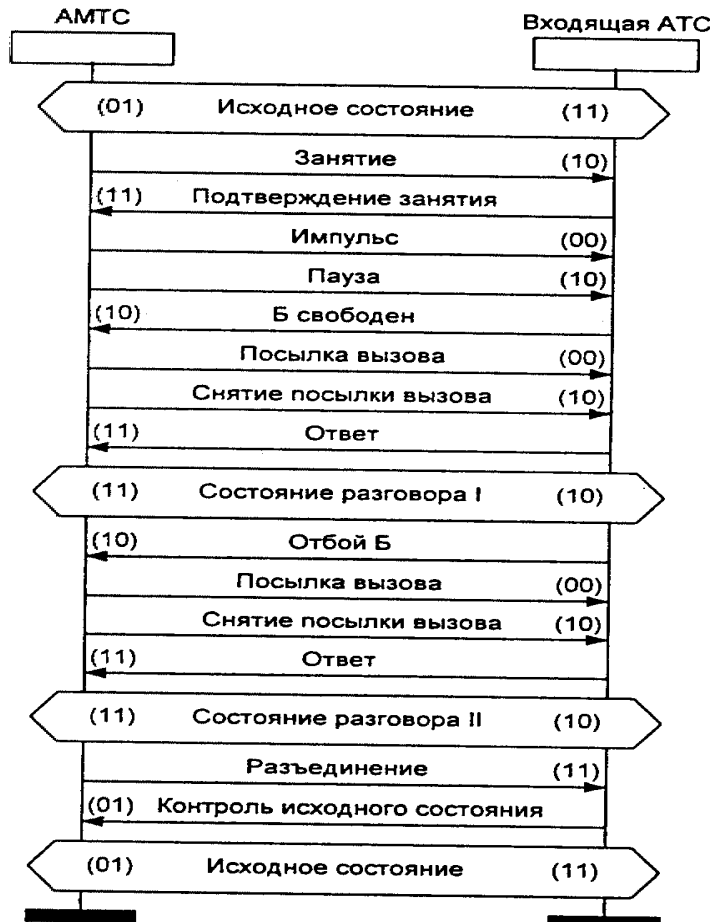 АМТС Входящая АТС
(01) Исходное состояние (11)
Занятие (10)
(11) Подтверждение занятия
Импульс (00)
Пауза (10)
(10) Б свободен
Посылка вызова (00)
Снятие посылки вызова (10)
(11) Ответ
(11) Состояние разговора I (10)
(10) Отбой Б
Посылка вызова (00)
Снятие посылки вызова (10)
(11) Ответ
(11) Состояние разговора II (10)
Разъединение (11)
(01) Контроль исходного состояния
(01) Исходное состояние (11)